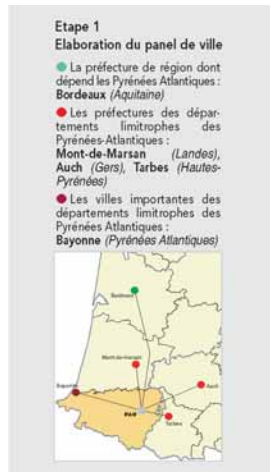 Etape 1
Elaboration du panel de ville
La préfecture de région dont
dépend les Pyrénées Atlantiques :
Bordeaux (Aquitaine)
Les préfectures des dépar-
tements limitrophes des
Pyrénées-Atlantiques :
Mont-de-Marsan (Landes),
Auch (Gers), Tarbes (Hautes-
Pyrénées)
Les villes importantes des
départements limitrophes des
Pyrénées Atlantiques :
Bayonne (Pyrénées Atlantiques)
Bordeaux
Mont-de-marsan
Bayonne
Auch
PAU
Tarbes